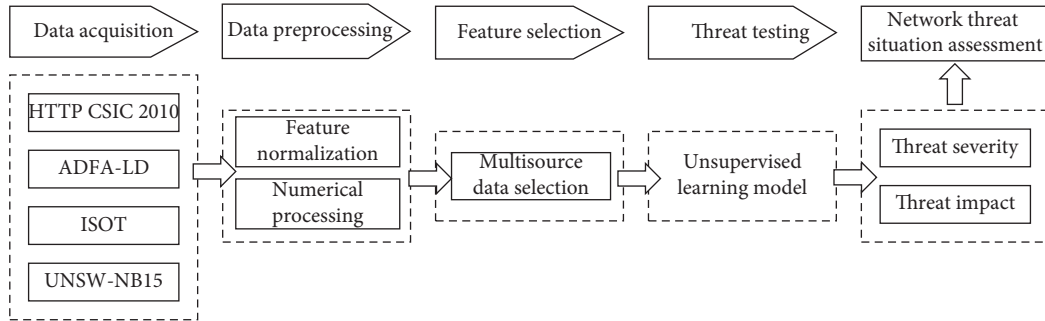 Data acquisition
Data preprocessing
Feature selection
Threat testing
Network threat
situation assessment
HTTP CSIC 2010
ADFA-LD
ISOT
UNSW-NB15
Feature
normalization
Numerical
processing
Multisource
data selection
Unsupervised
learning model
Threat severity
Threat impact